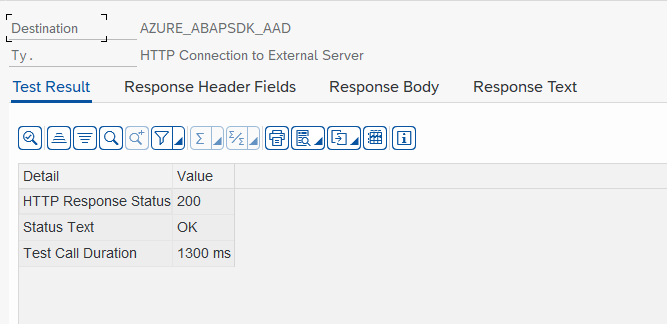 Destination AZURE_ABAPSDK_AAD
Ty. HTTP Connection to External Server
Test Result Response Header Fields Response Body Response Text
Detail Value
HTTP Response Status 200
Status Text OK
Test Call Duration 1300 ms